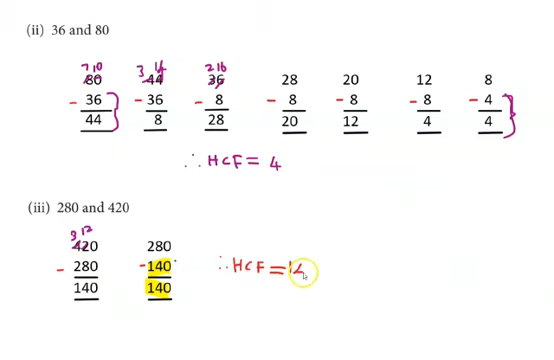 (ii) 36 and 80
7 10 3 14 2 16
80 44 36 28 20 12 8
- 36 - 36 - 8 - 8 - 8 - 8 - 4
44 8 28 20 12 4 4
∴ HCF = 4
(iii) 280 and 420
3 12
420 280
- 280 - 140
140 140
∴ HCF = 14